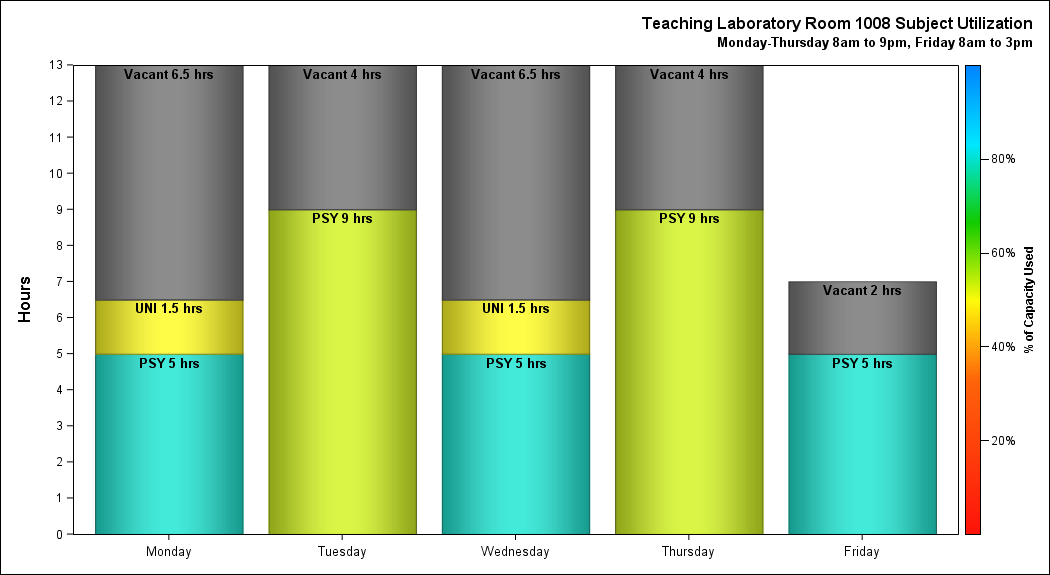 Teaching Laboratory Room 1008 Subject Utilization
Monday-Thursday 8am to 9pm, Friday 8am to 3pm
Hours
13
12
11
10
9
8
7
6
5
4
3
2
1
0
Vacant 6.5 hrs
UNI 1.5 hrs
PSY 5 hrs
Vacant 4 hrs
PSY 9 hrs
Vacant 6.5 hrs
UNI 1.5 hrs
PSY 5 hrs
Vacant 4 hrs
PSY 9 hrs
Vacant 2 hrs
PSY 5 hrs
Monday
Tuesday
Wednesday
Thursday
Friday
80%
60%
40%
20%
% of Capacity Used